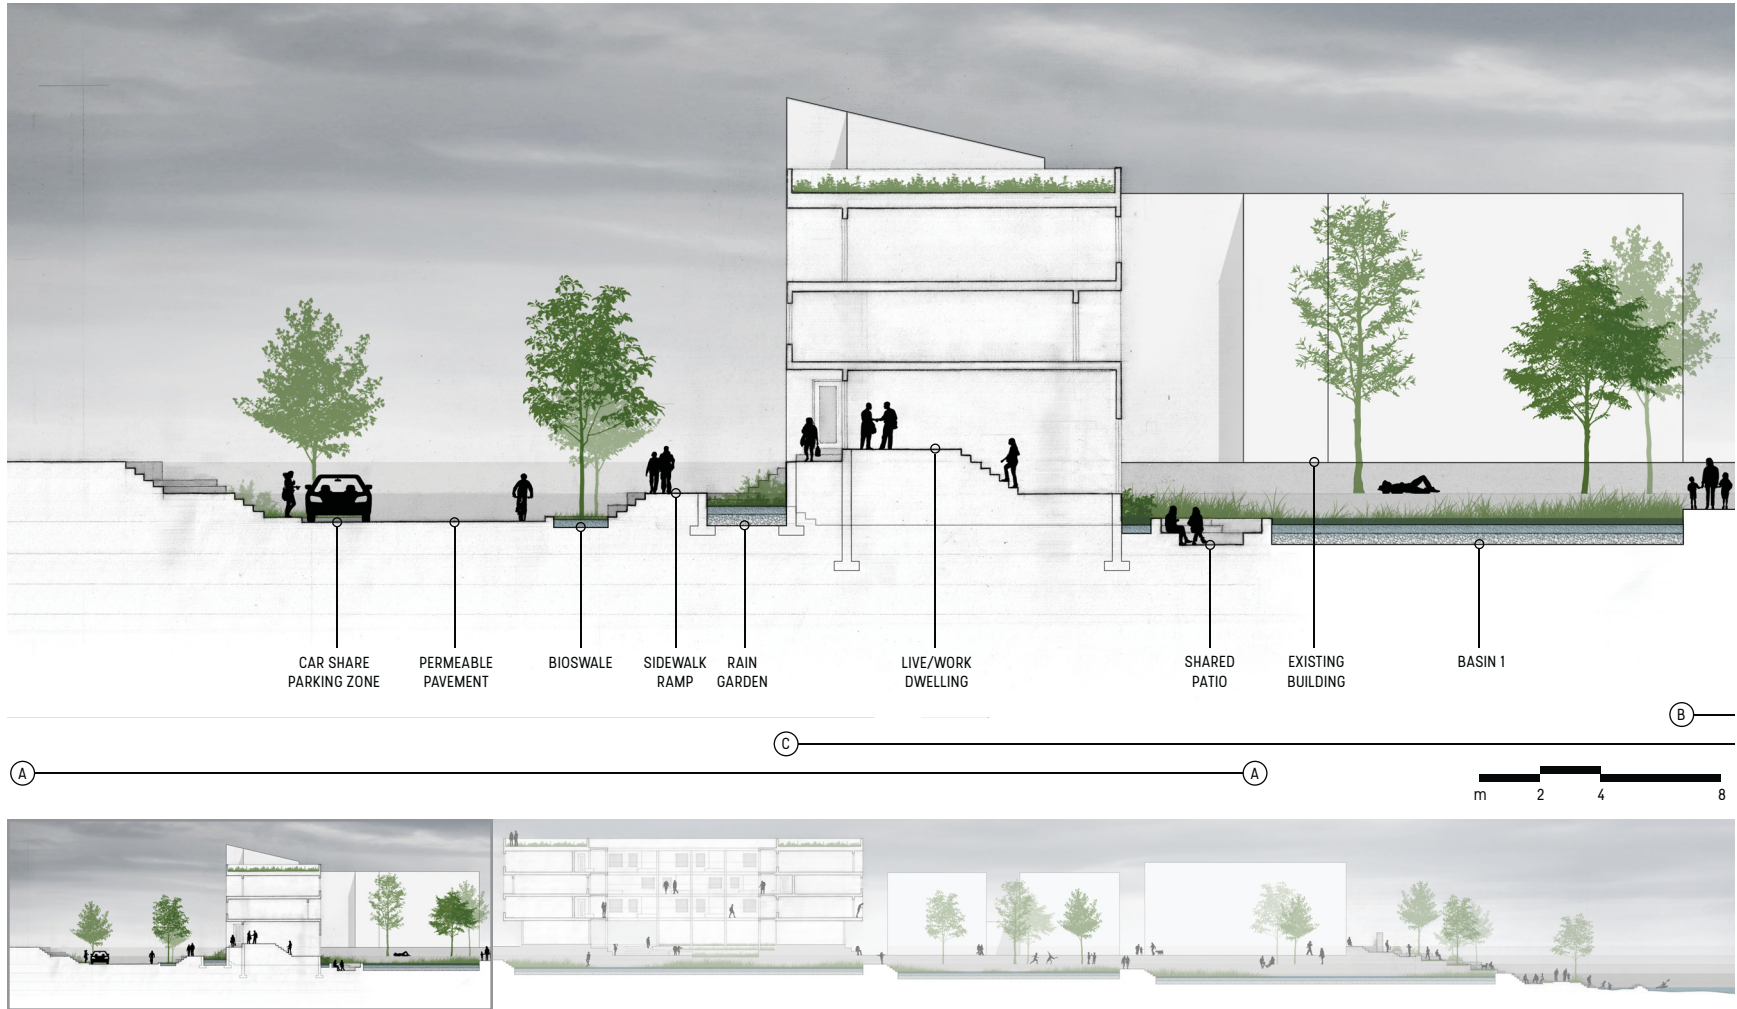 CAR SHARE
PARKING ZONE
PERMEABLE
PAVEMENT
BIOSWALE
SIDEWALK
RAMP
RAIN
GARDEN
LIVE/WORK
DWELLING
SHARED
PATIO
EXISTING
BUILDING
BASIN 1
B
C
A
A
m 2 4 8